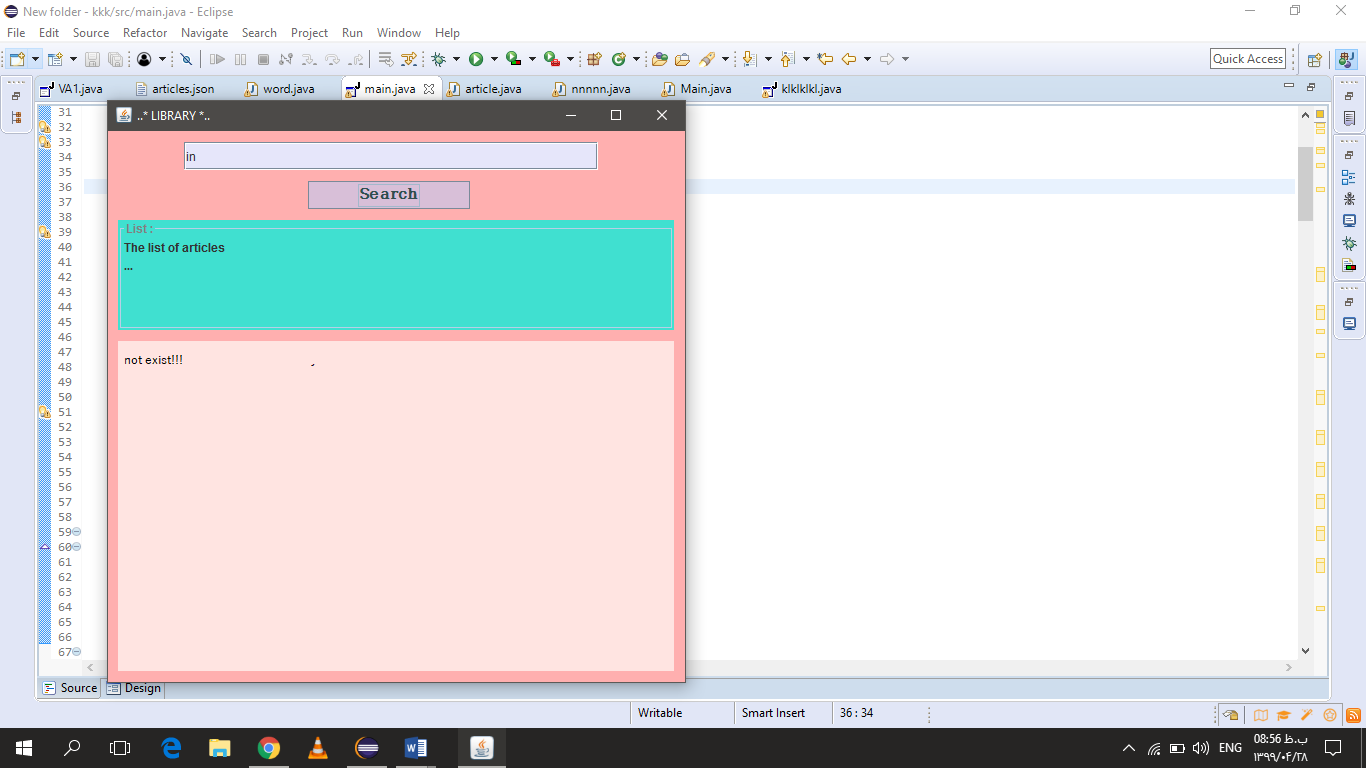 New folder - kkk/src/main.java - Eclipse
File Edit Source Refactor Navigate Search Project Run Window Help
Quick Access
VA1.java articles.json word.java main.java article.java nnnnn.java Main.java klklklkl.java
..* LIBRARY *..
in
Search
List :
The list of articles
...
not exist!!!
31
32
33
34
35
36
37
38
39
40
41
42
43
44
45
46
47
48
49
50
51
52
53
54
55
56
57
58
59
60
61
62
63
64
65
66
67
Source Design
Writable Smart Insert 36 : 34
ENG
08:56 ب.ظ
۱۳۹۹/۰۴/۲۸